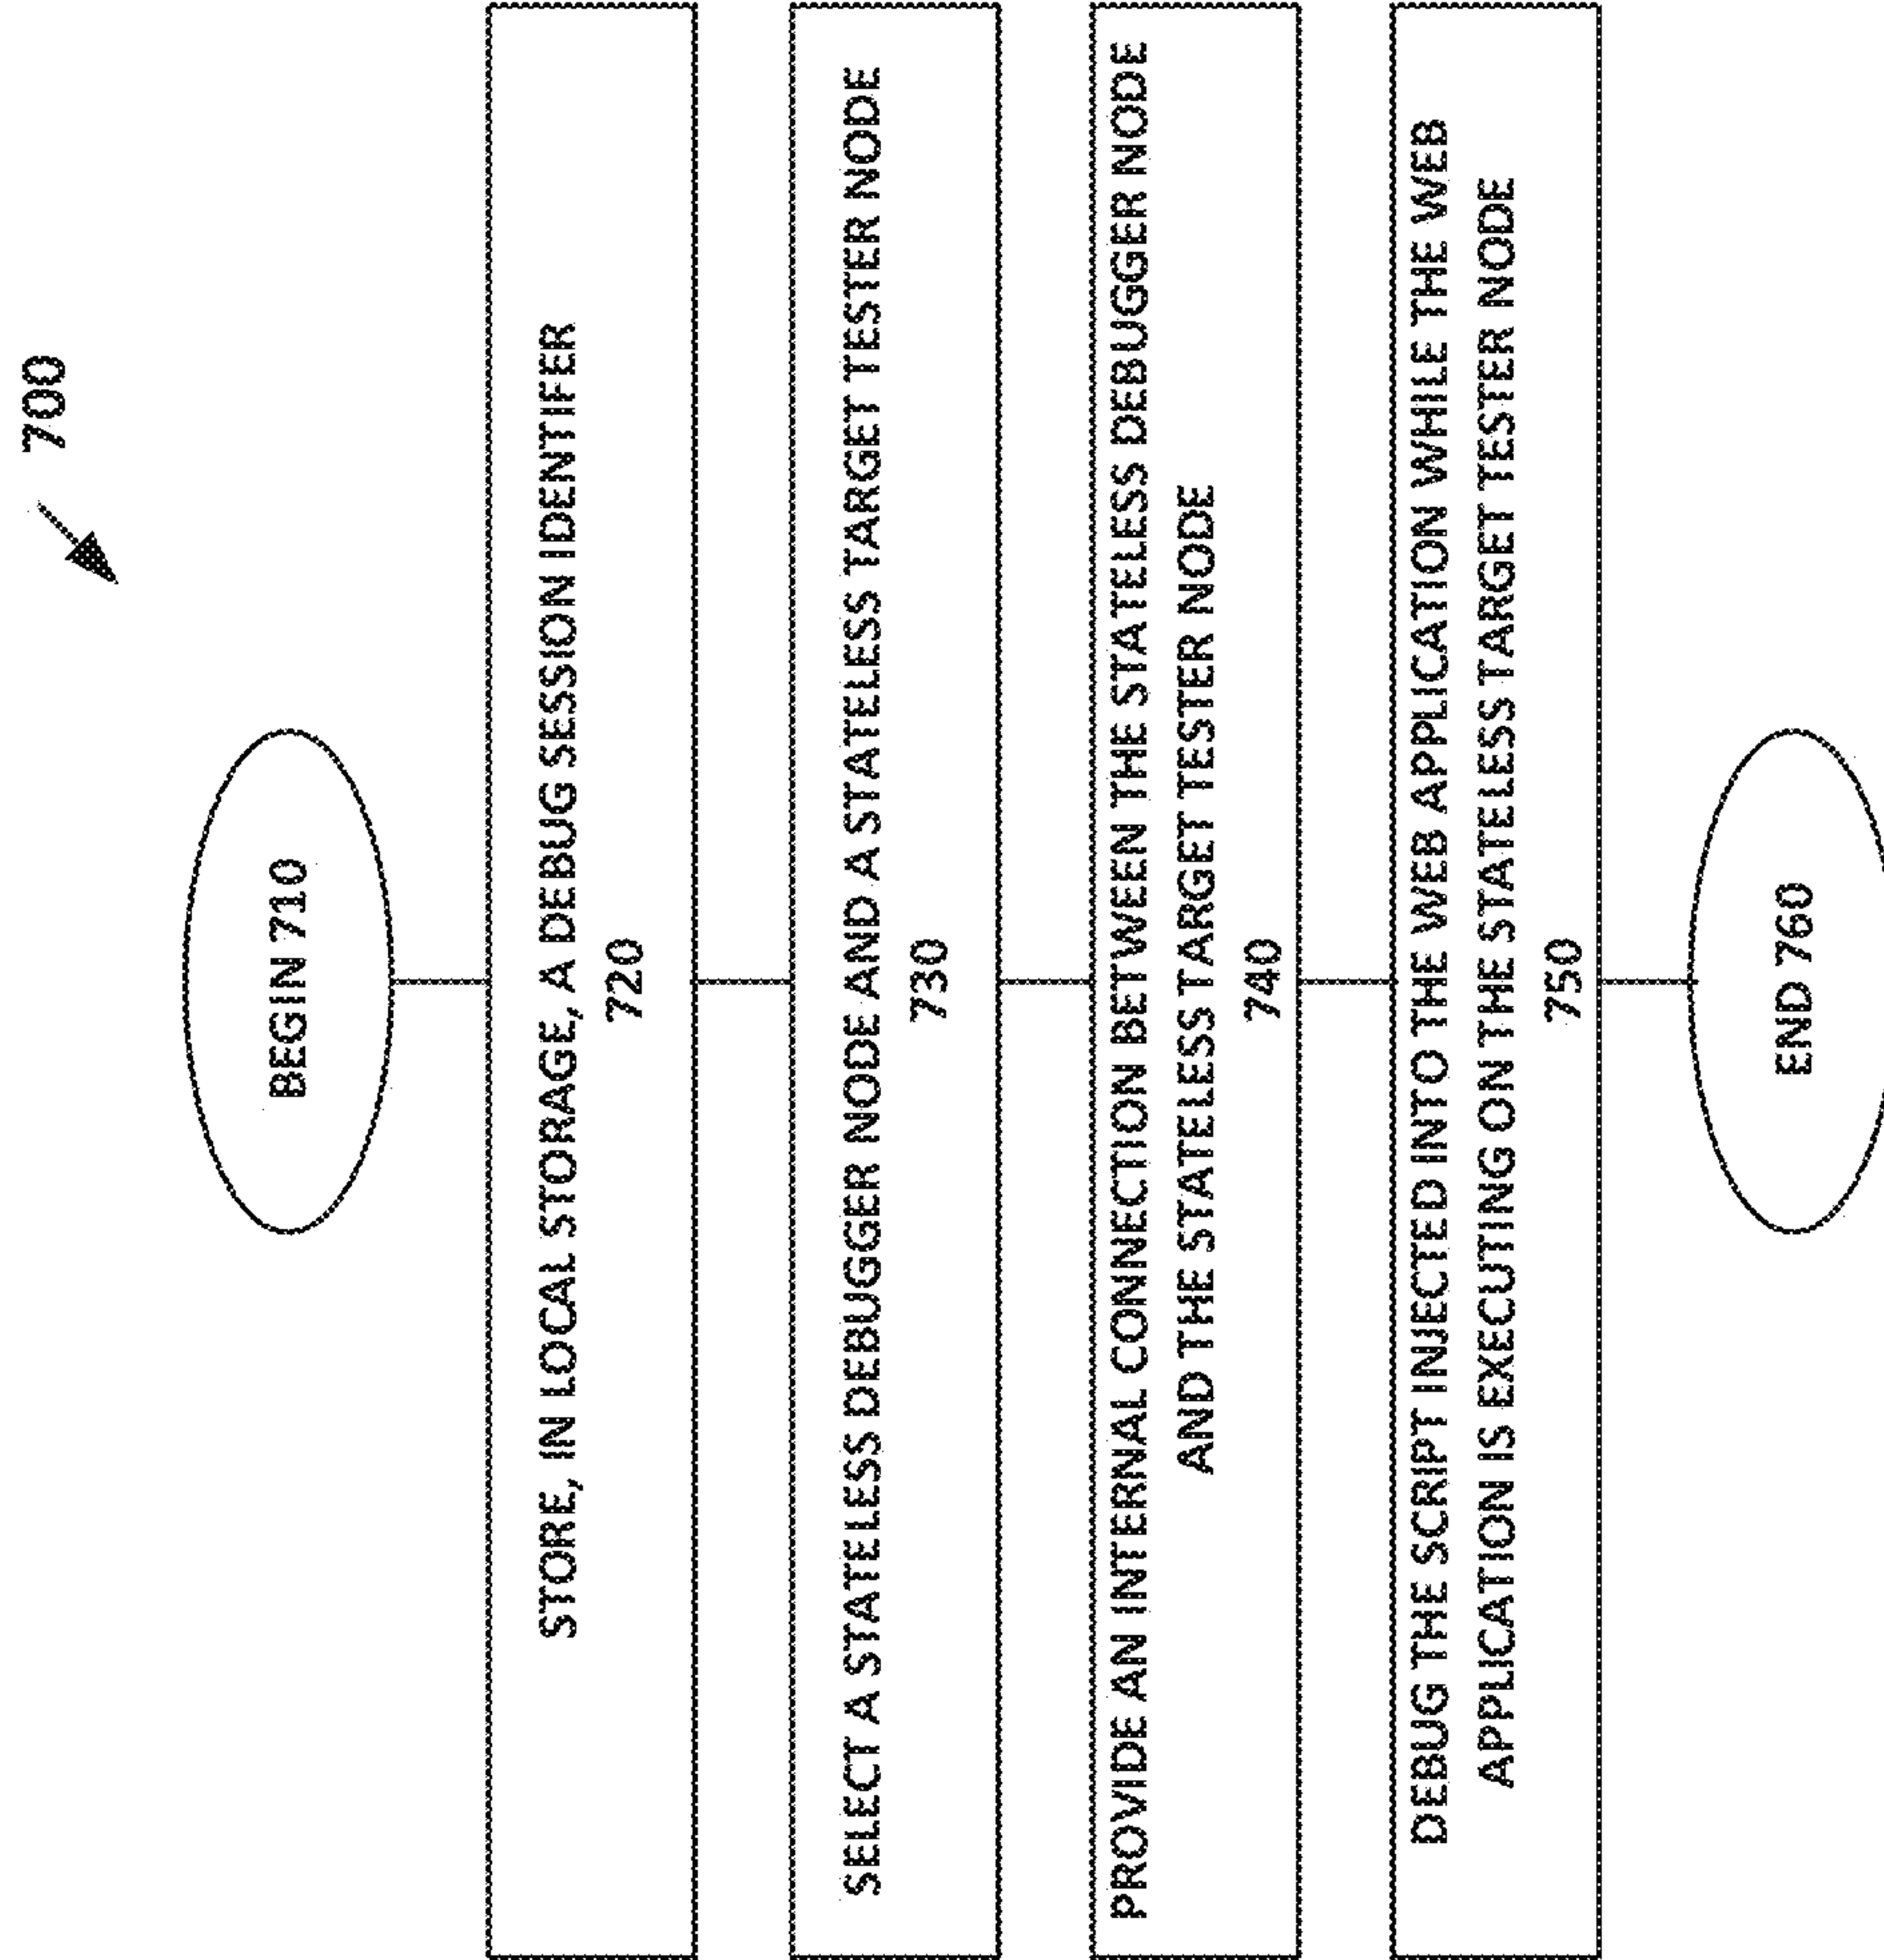 700
BEGIN 710
STORE, IN LOCAL STORAGE, A DEBUG SESSION IDENTIFER
720
SELECT A STATELESS DEBUGGER NODE AND A STATELESS TARGET TESTER NODE
730
PROVIDE AN INTERNAL CONNECTION BETWEEN THE STATELESS DEBUGGER NODE
AND THE STATELESS TARGET TESTER NODE
740
DEBUG THE SCRIPT INJECTED INTO THE WEB APPLICATION WHILE THE WEB
APPLICATION IS EXECUTING ON THE STATELESS TARGET TESTER NODE
750
END 760